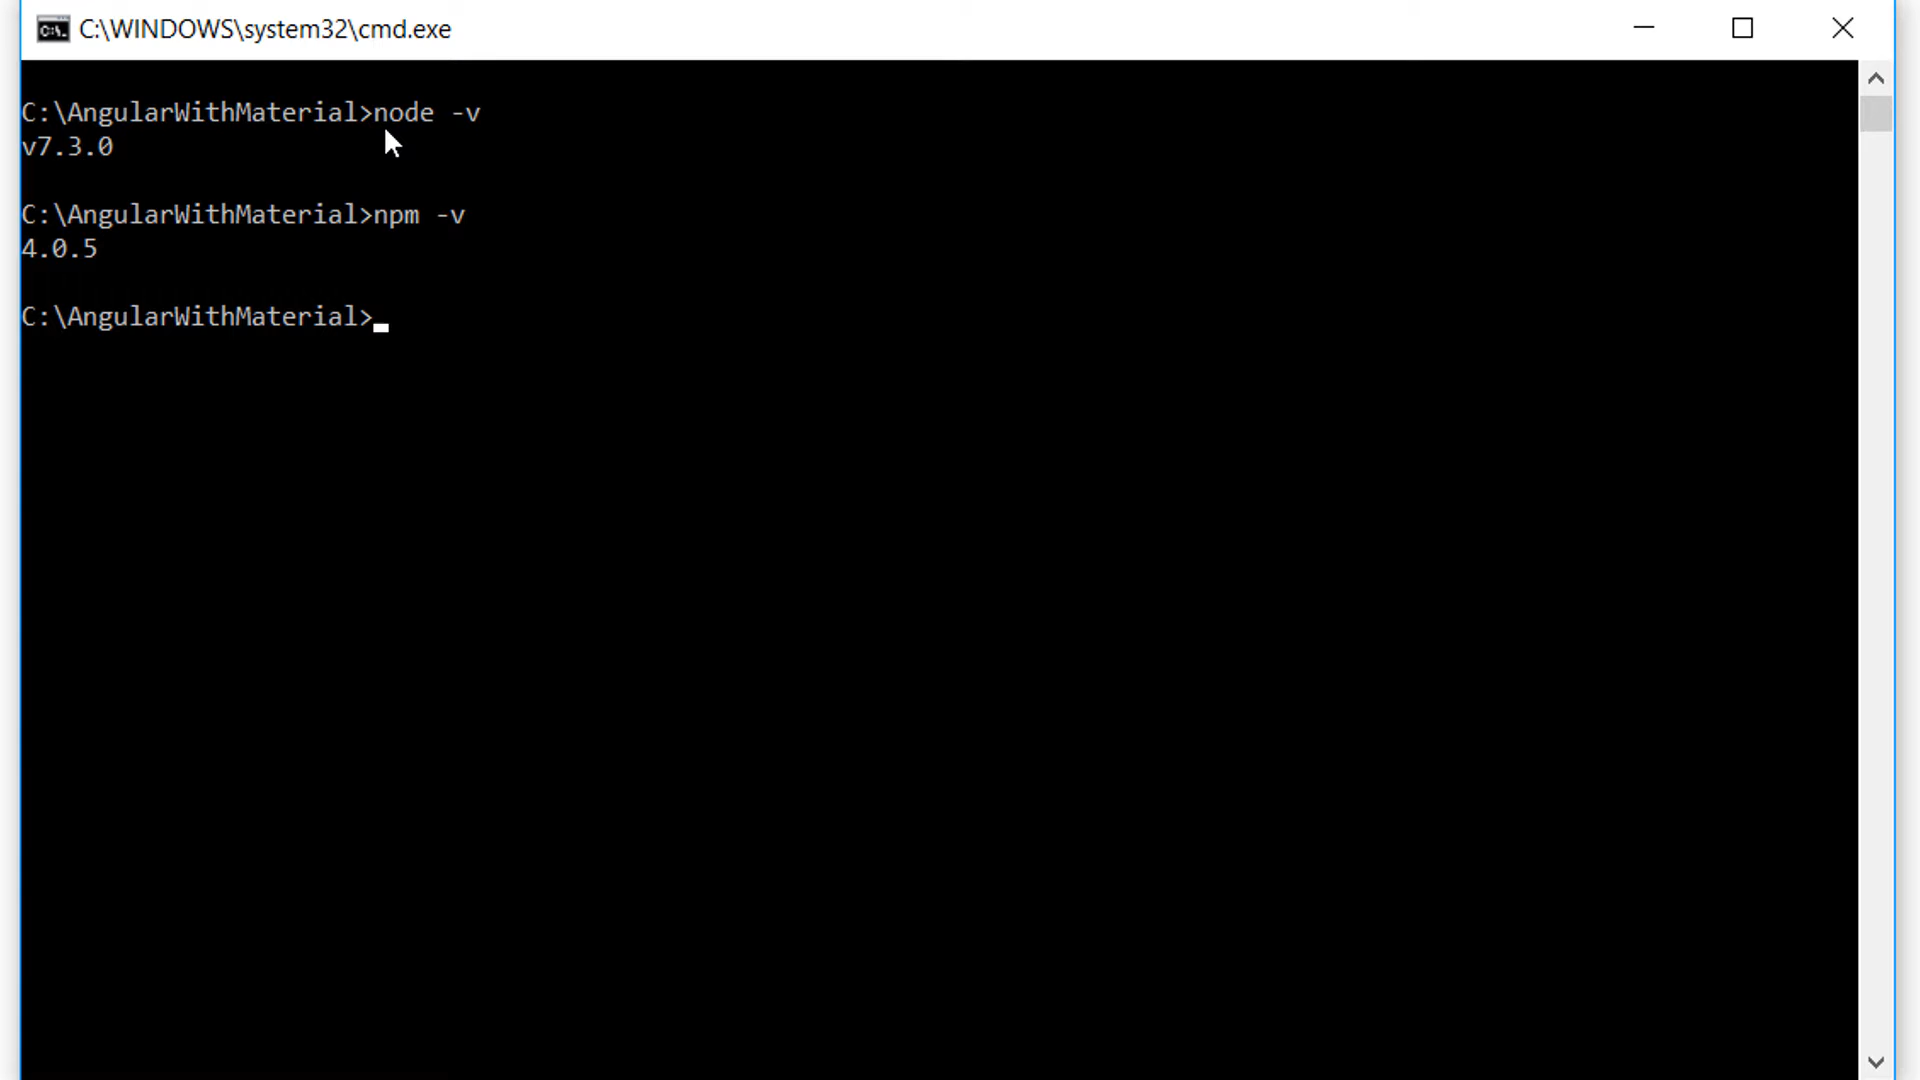 C:\WINDOWS\system32\cmd.exe
C:\AngularWithMaterial>node -v
v7.3.0
C:\AngularWithMaterial>npm -v
4.0.5
C:\AngularWithMaterial>